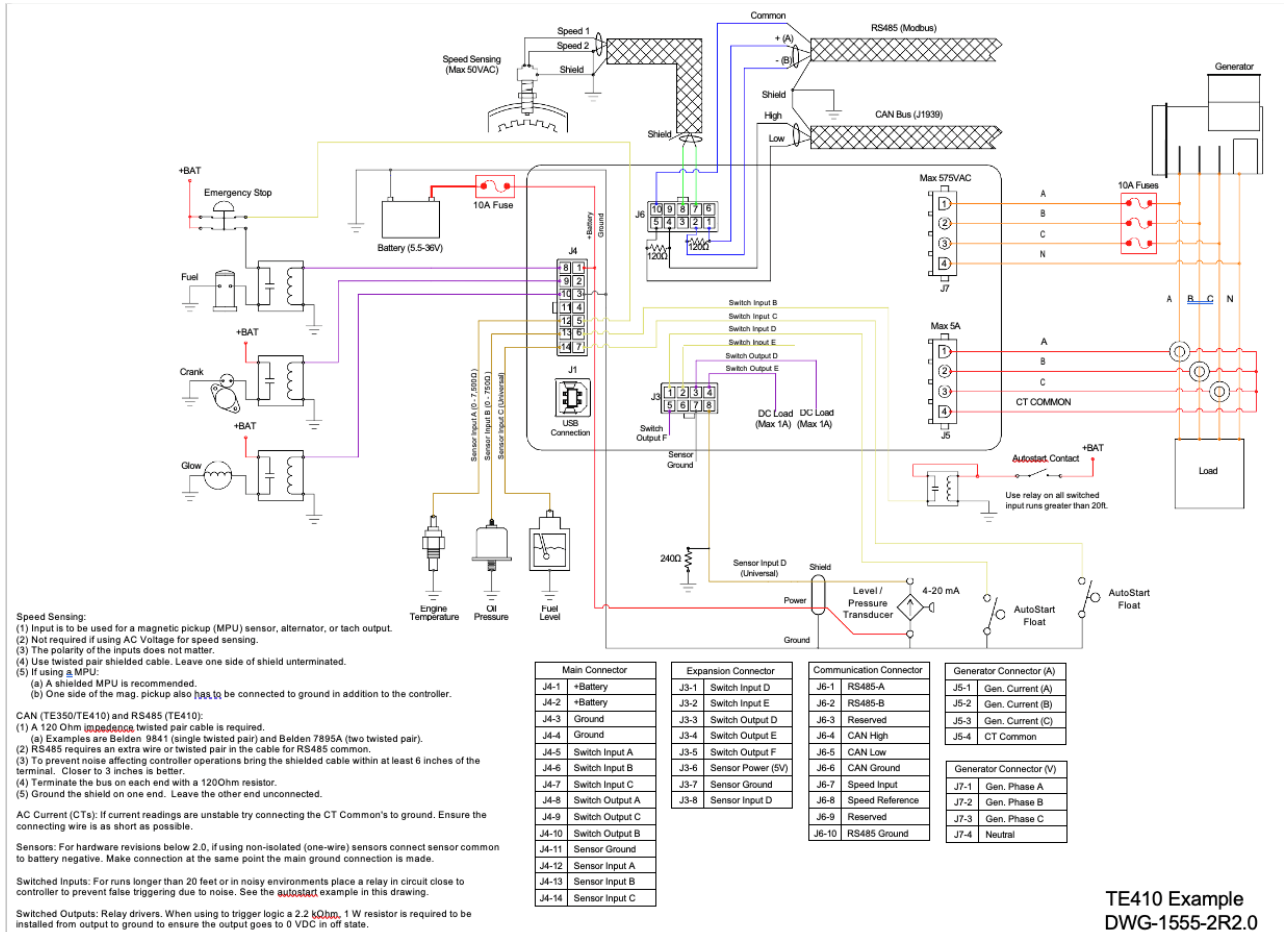 Common
Speed 1
Speed 2
Shield
Speed Sensing
(Max 50VAC)
+ (A)
- (B)
RS485 (Modbus)
Shield
High
Low
CAN Bus (J1939)
Shield
Generator
+BAT
Emergency Stop
10A Fuse
Battery (5.5-36V)
+Battery
Ground
J6
10 9 8 7 6
5 4 3 2 1
120Ω
120Ω
Max 575VAC
1
2
3
4
J7
A
B
C
N
10A Fuses
A B C N
Fuel
+BAT
Crank
+BAT
Glow
J4
8 1
9 2
10 3
11 4
12 5
13 6
14 7
J1
USB
Connection
Sensor Input A (0 - 7,500Ω)
Sensor Input B (0 - 750Ω)
Sensor Input C (Universal)
Switch Input B
Switch Input C
Switch Input D
Switch Input E
Switch Output D
Switch Output E
J3
1 2 3 4
5 6 7 8
Switch
Output F
DC Load
(Max 1A)
DC Load
(Max 1A)
Sensor
Ground
Max 5A
1
2
3
4
J5
A
B
C
CT COMMON
Load
Autostart Contact
+BAT
Use relay on all switched
input runs greater than 20ft.
240Ω
Sensor Input D
(Universal)
Shield
Power
Ground
Level /
Pressure
Transducer
4-20 mA
AutoStart
Float
AutoStart
Float
Engine
Temperature
Oil
Pressure
Fuel
Level
Speed Sensing:
(1) Input is to be used for a magnetic pickup (MPU) sensor, alternator, or tach output.
(2) Not required if using AC Voltage for speed sensing.
(3) The polarity of the inputs does not matter.
(4) Use twisted pair shielded cable. Leave one side of shield unterminated.
(5) If using a MPU:
(a) A shielded MPU is recommended.
(b) One side of the mag. pickup also has to be connected to ground in addition to the controller.
CAN (TE350/TE410) and RS485 (TE410):
(1) A 120 Ohm impedence twisted pair cable is required.
(a) Examples are Belden 9841 (single twisted pair) and Belden 7895A (two twisted pair).
(2) RS485 requires an extra wire or twisted pair in the cable for RS485 common.
(3) To prevent noise affecting controller operations bring the shielded cable within at least 6 inches of the
terminal. Closer to 3 inches is better.
(4) Terminate the bus on each end with a 120Ohm resistor.
(5) Ground the shield on one end. Leave the other end unconnected.
AC Current (CTs): If current readings are unstable try connecting the CT Common's to ground. Ensure the
connecting wire is as short as possible.
Sensors: For hardware revisions below 2.0, if using non-isolated (one-wire) sensors connect sensor common
to battery negative. Make connection at the same point the main ground connection is made.
Switched Inputs: For runs longer than 20 feet or in noisy environments place a relay in circuit close to
controller to prevent false triggering due to noise. See the autostart example in this drawing.
Switched Outputs: Relay drivers. When using to trigger logic a 2.2 kOhm, 1 W resistor is required to be
installed from output to ground to ensure the output goes to 0 VDC in off state.
Main Connector
J4-1 +Battery
J4-2 +Battery
J4-3 Ground
J4-4 Ground
J4-5 Switch Input A
J4-6 Switch Input B
J4-7 Switch Input C
J4-8 Switch Output A
J4-9 Switch Output C
J4-10 Switch Output B
J4-11 Sensor Ground
J4-12 Sensor Input A
J4-13 Sensor Input B
J4-14 Sensor Input C
Expansion Connector
J3-1 Switch Input D
J3-2 Switch Input E
J3-3 Switch Output D
J3-4 Switch Output E
J3-5 Switch Output F
J3-6 Sensor Power (5V)
J3-7 Sensor Ground
J3-8 Sensor Input D
Communication Connector
J6-1 RS485-A
J6-2 RS485-B
J6-3 Reserved
J6-4 CAN High
J6-5 CAN Low
J6-6 CAN Ground
J6-7 Speed Input
J6-8 Speed Reference
J6-9 Reserved
J6-10 RS485 Ground
Generator Connector (A)
J5-1 Gen. Current (A)
J5-2 Gen. Current (B)
J5-3 Gen. Current (C)
J5-4 CT Common
Generator Connector (V)
J7-1 Gen. Phase A
J7-2 Gen. Phase B
J7-3 Gen. Phase C
J7-4 Neutral
TE410 Example
DWG-1555-2R2.0